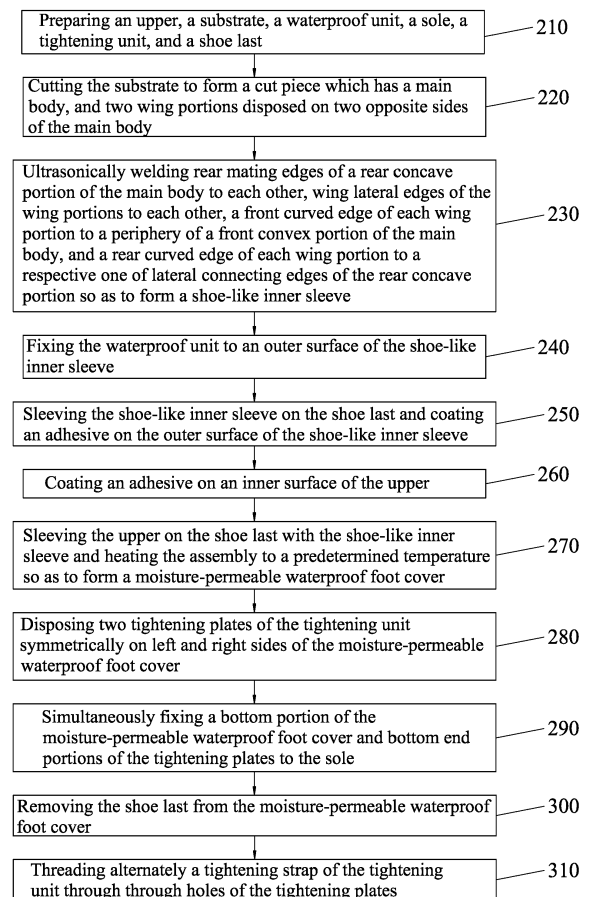 Preparing an upper, a substrate, a waterproof unit, a sole, a
tightening unit, and a shoe last
210
Cutting the substrate to form a cut piece which has a main
body, and two wing portions disposed on two opposite sides
of the main body
220
Ultrasonically welding rear mating edges of a rear concave
portion of the main body to each other, wing lateral edges of the
wing portions to each other, a front curved edge of each wing
portion to a periphery of a front convex portion of the main
body, and a rear curved edge of each wing portion to a
respective one of lateral connecting edges of the rear concave
portion so as to form a shoe-like inner sleeve
230
Fixing the waterproof unit to an outer surface of the shoe-like
inner sleeve
240
Sleeving the shoe-like inner sleeve on the shoe last and coating
an adhesive on the outer surface of the shoe-like inner sleeve
250
Coating an adhesive on an inner surface of the upper
260
Sleeving the upper on the shoe last with the shoe-like inner
sleeve and heating the assembly to a predetermined temperature
so as to form a moisture-permeable waterproof foot cover
270
Disposing two tightening plates of the tightening unit
symmetrically on left and right sides of the moisture-permeable
waterproof foot cover
280
Simultaneously fixing a bottom portion of the
moisture-permeable waterproof foot cover and bottom end
portions of the tightening plates to the sole
290
Removing the shoe last from the moisture-permeable waterproof
foot cover
300
Threading alternately a tightening strap of the tightening
unit through through holes of the tightening plates
310